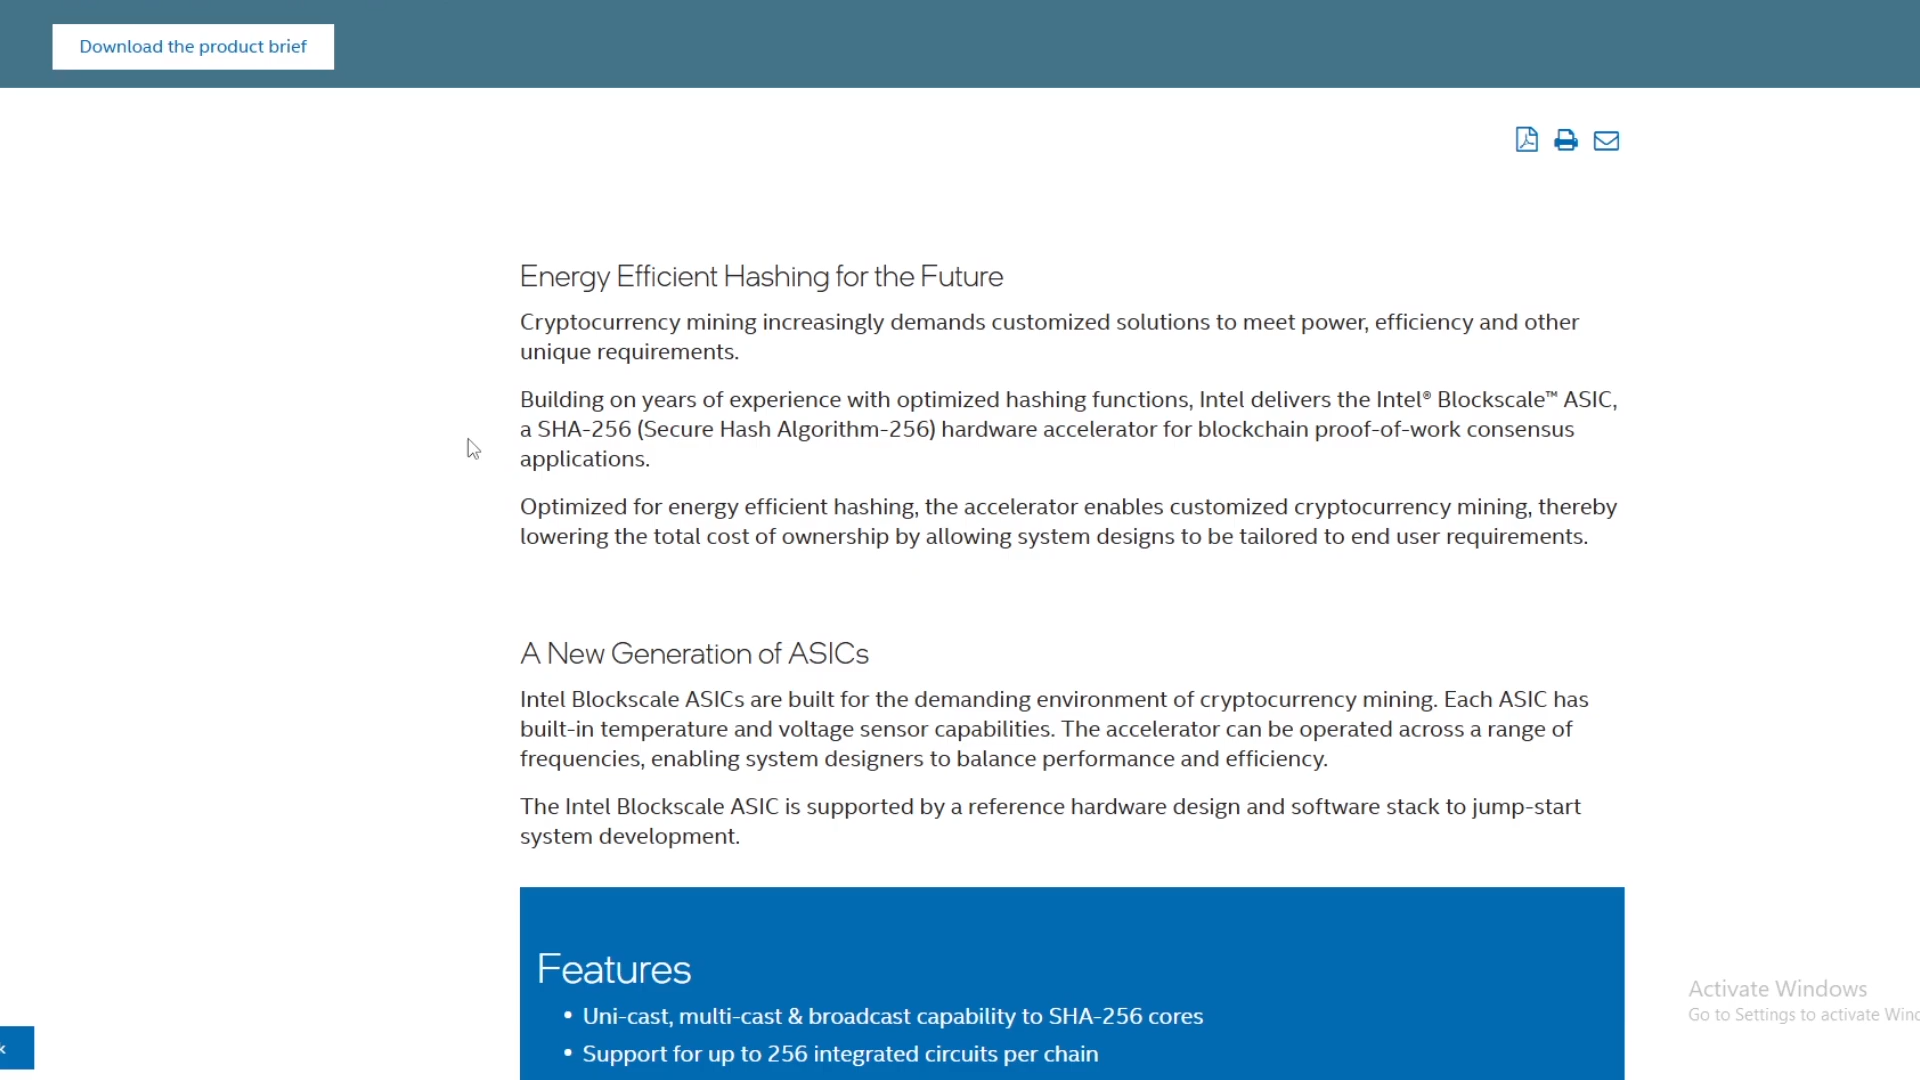 Download the product brief
Energy Efficient Hashing for the Future
Cryptocurrency mining increasingly demands customized solutions to meet power, efficiency and other
unique requirements.
Building on years of experience with optimized hashing functions, Intel delivers the Intel® Blockscale™ ASIC,
a SHA-256 (Secure Hash Algorithm-256) hardware accelerator for blockchain proof-of-work consensus
applications.
Optimized for energy efficient hashing, the accelerator enables customized cryptocurrency mining, thereby
lowering the total cost of ownership by allowing system designs to be tailored to end user requirements.
A New Generation of ASICs
Intel Blockscale ASICs are built for the demanding environment of cryptocurrency mining. Each ASIC has
built-in temperature and voltage sensor capabilities. The accelerator can be operated across a range of
frequencies, enabling system designers to balance performance and efficiency.
The Intel Blockscale ASIC is supported by a reference hardware design and software stack to jump-start
system development.
Features
• Uni-cast, multi-cast & broadcast capability to SHA-256 cores
• Support for up to 256 integrated circuits per chain
Activate Windows
Go to Settings to activate